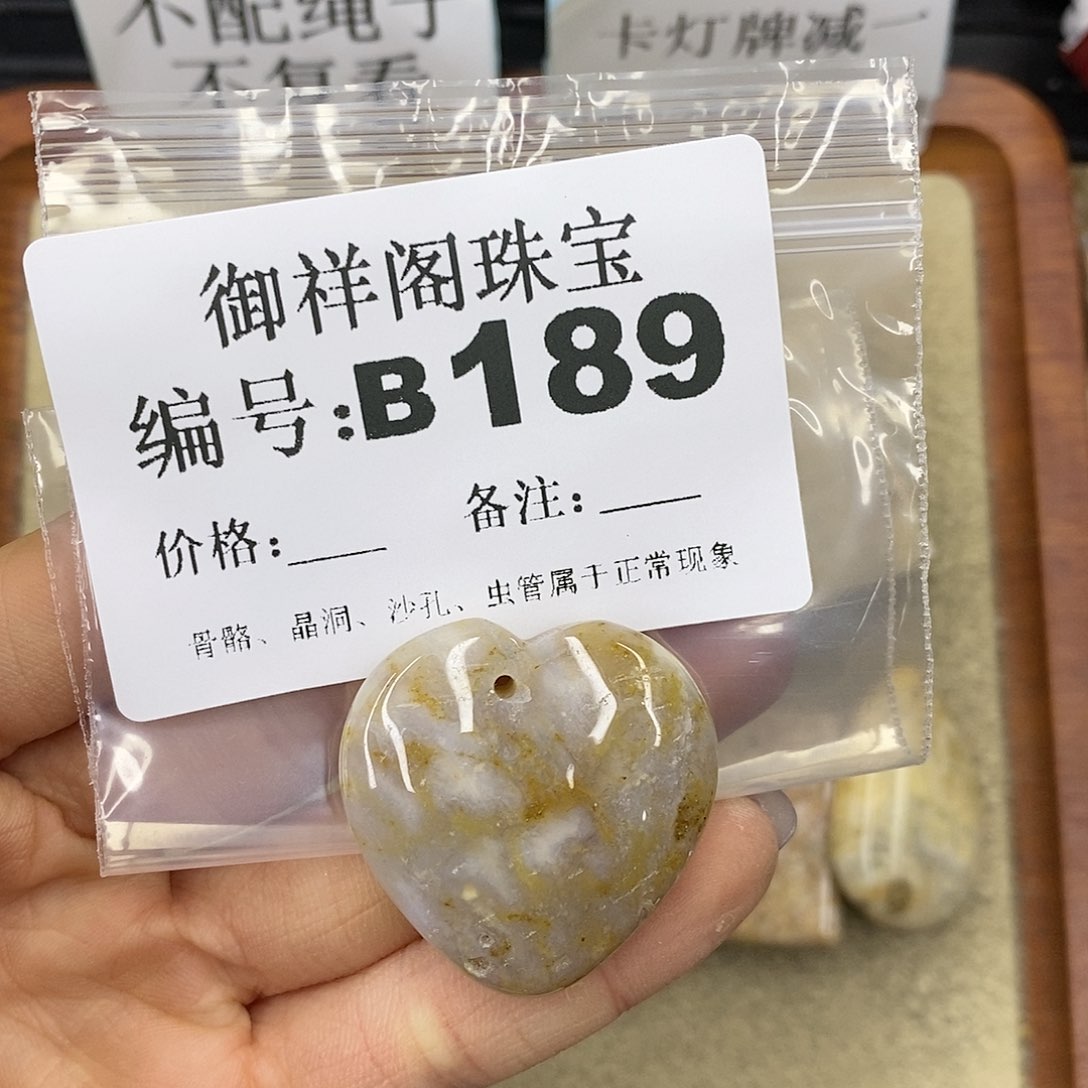 不配绳子
不复看
卡灯牌减一
御祥阁珠宝
编号:B189
价格:____
备注:____
骨骼、晶洞、沙孔、虫管属于正常现象